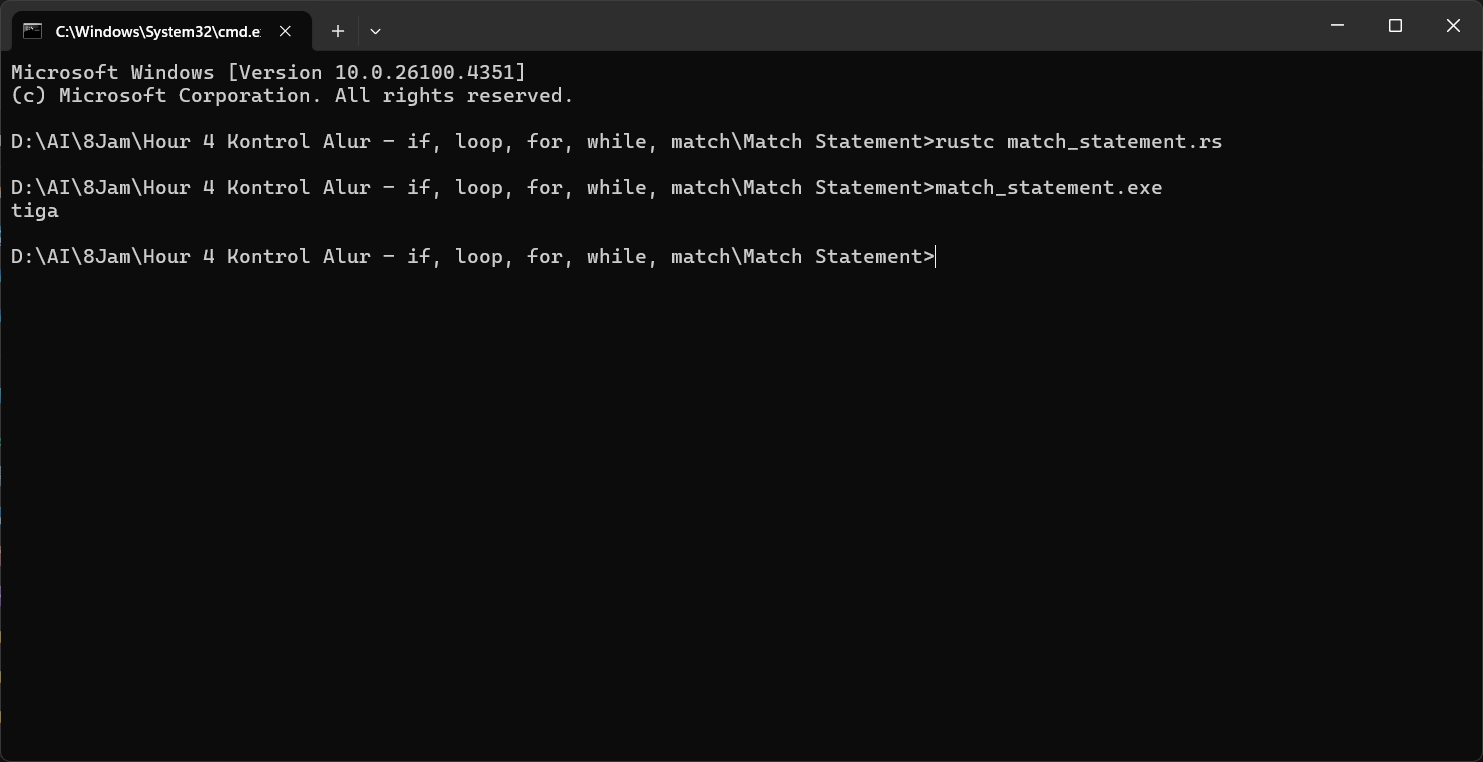 C:\Windows\System32\cmd.e
Microsoft Windows [Version 10.0.26100.4351]
(c) Microsoft Corporation. All rights reserved.
D:\AI\8Jam\Hour 4 Kontrol Alur – if, loop, for, while, match\Match Statement>rustc match_statement.rs
D:\AI\8Jam\Hour 4 Kontrol Alur – if, loop, for, while, match\Match Statement>match_statement.exe
tiga
D:\AI\8Jam\Hour 4 Kontrol Alur – if, loop, for, while, match\Match Statement>